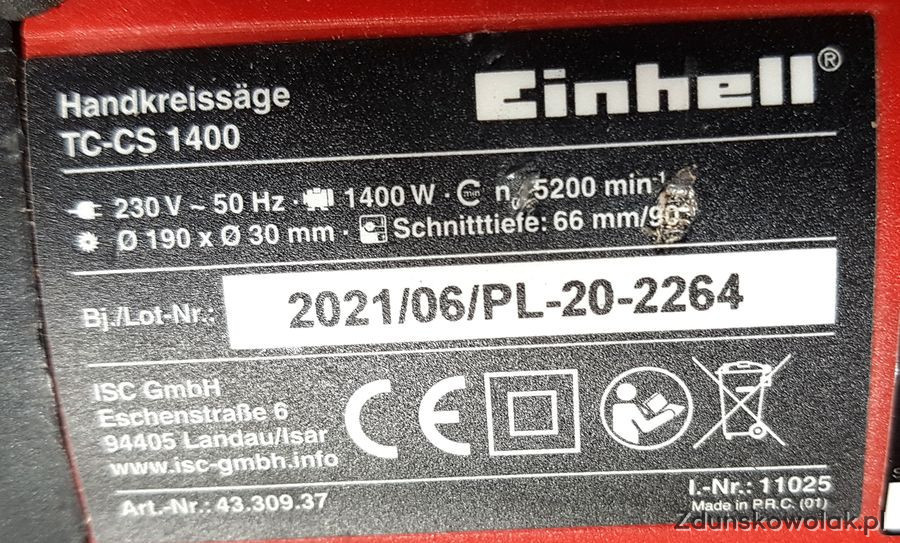 Handkreissäge
TC-CS 1400
Einhell®
230 V ~ 50 Hz · 1400 W · min n₀ 5200 min⁻¹
Ø 190 x Ø 30 mm · Schnitttiefe: 66 mm/90°
Bj./Lot-Nr.: 2021/06/PL-20-2264
ISC GmbH
Eschenstraße 6
94405 Landau/Isar
www.isc-gmbh.info
CE
Art.-Nr.: 43.309.37
I.-Nr.: 11025
Made in P.R.C. (01)
Zdunskowolak.pl